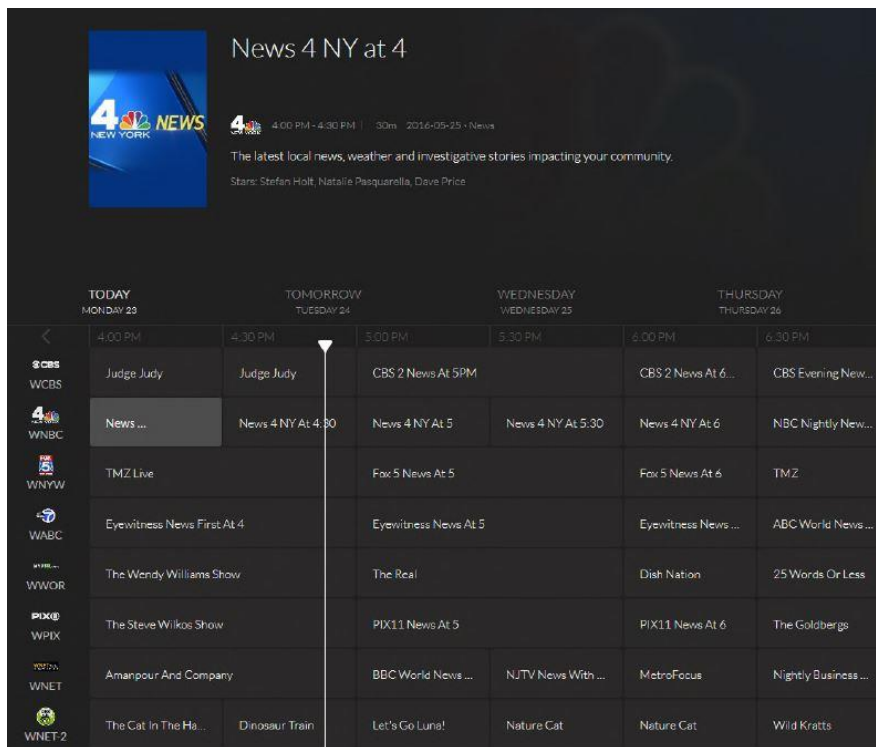 News 4 NY at 4
4 NEWS
NEW YORK
4 4:00 PM - 4:30 PM | 30m 2016-05-25 • News
The latest local news, weather and investigative stories impacting your community.
Stars: Stefan Holt, Natalie Pasquarella, Dave Price
TODAY TOMORROW WEDNESDAY THURSDAY
MONDAY 23 TUESDAY 24 WEDNESDAY 25 THURSDAY 26
4:00 PM 4:30 PM 5:00 PM 5:30 PM 6:00 PM 6:30 PM
CBS
WCBS Judge Judy Judge Judy CBS 2 News At 5PM CBS 2 News At 6... CBS Evening New...
4
WNBC News ... News 4 NY At 4:30 News 4 NY At 5 News 4 NY At 5:30 News 4 NY At 6 NBC Nightly New...
FOX 5
WNYW TMZ Live Fox 5 News At 5 Fox 5 News At 6 TMZ
7
WABC Eyewitness News First At 4 Eyewitness News At 5 Eyewitness News ... ABC World News ...
WWOR The Wendy Williams Show The Real Dish Nation 25 Words Or Less
PIX11
WPIX The Steve Wilkos Show PIX11 News At 5 PIX11 News At 6 The Goldbergs
WNET Amanpour And Company BBC World News ... NJTV News With ... MetroFocus Nightly Business ...
WNET-2 The Cat In The Ha... Dinosaur Train Let's Go Luna! Nature Cat Nature Cat Wild Kratts